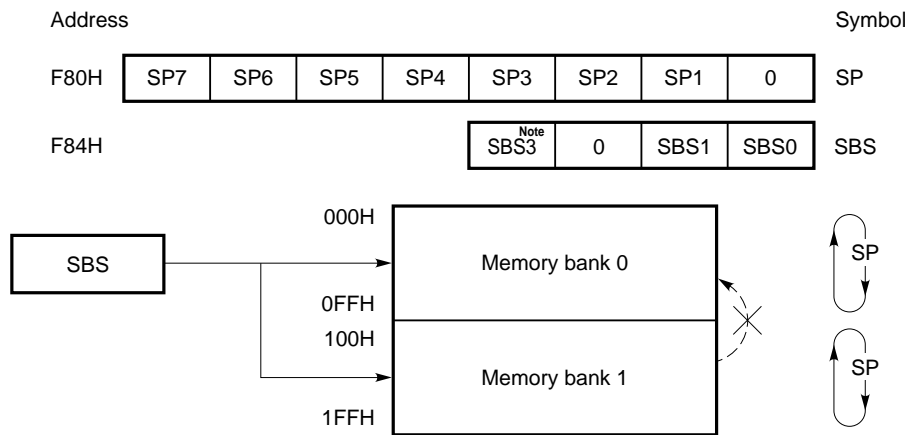 Address Symbol
F80H SP7 SP6 SP5 SP4 SP3 SP2 SP1 0 SP
Note
F84H SBS3 0 SBS1 SBS0 SBS
000H
SBS Memory bank 0 SP
0FFH
100H
Memory bank 1 SP
1FFH